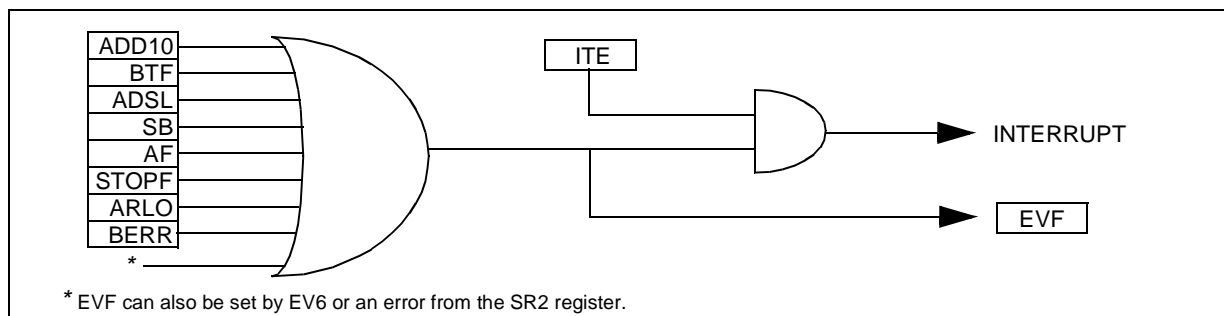 ADD10
BTF
ADSL
SB
AF
STOPF
ARLO
BERR
*
ITE
INTERRUPT
EVF
* EVF can also be set by EV6 or an error from the SR2 register.